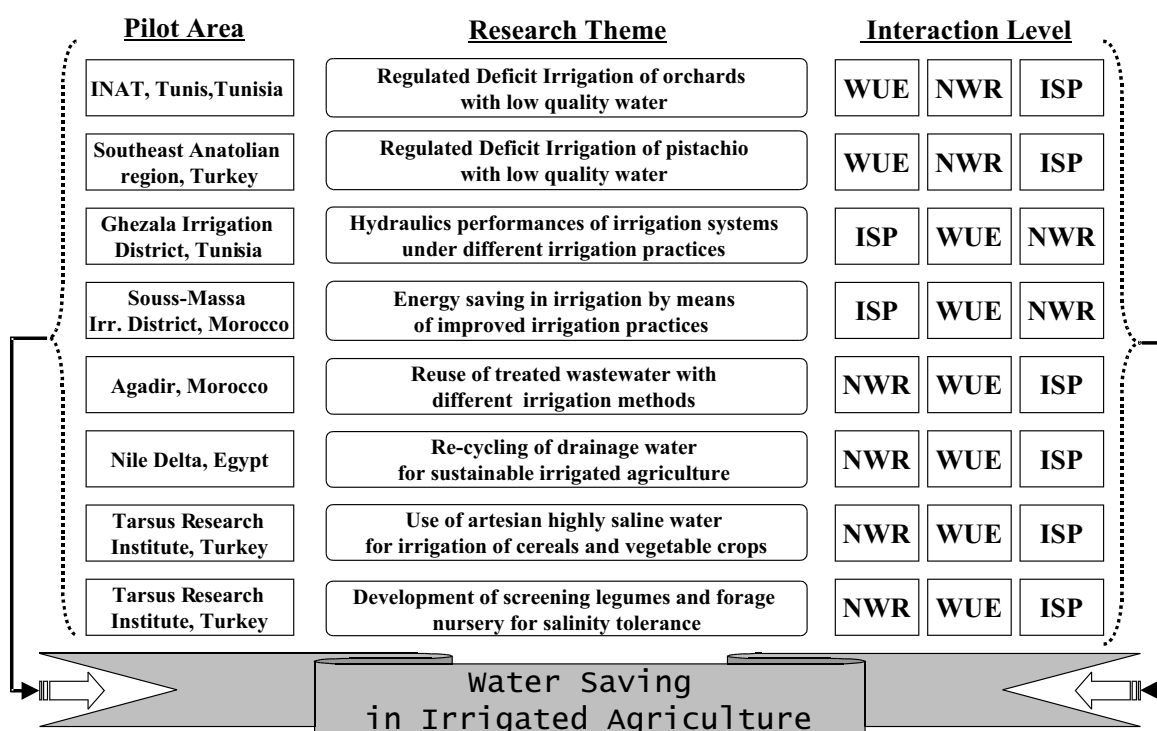 Pilot Area Research Theme Interaction Level
INAT, Tunis,Tunisia
Regulated Deficit Irrigation of orchards
with low quality water
WUE NWR ISP
Southeast Anatolian
region, Turkey
Regulated Deficit Irrigation of pistachio
with low quality water
WUE NWR ISP
Ghezala Irrigation
District, Tunisia
Hydraulics performances of irrigation systems
under different irrigation practices
ISP WUE NWR
Souss-Massa
Irr. District, Morocco
Energy saving in irrigation by means
of improved irrigation practices
ISP WUE NWR
Agadir, Morocco
Reuse of treated wastewater with
different irrigation methods
NWR WUE ISP
Nile Delta, Egypt
Re-cycling of drainage water
for sustainable irrigated agriculture
NWR WUE ISP
Tarsus Research
Institute, Turkey
Use of artesian highly saline water
for irrigation of cereals and vegetable crops
NWR WUE ISP
Tarsus Research
Institute, Turkey
Development of screening legumes and forage
nursery for salinity tolerance
NWR WUE ISP
Water Saving
in Irrigated Agriculture